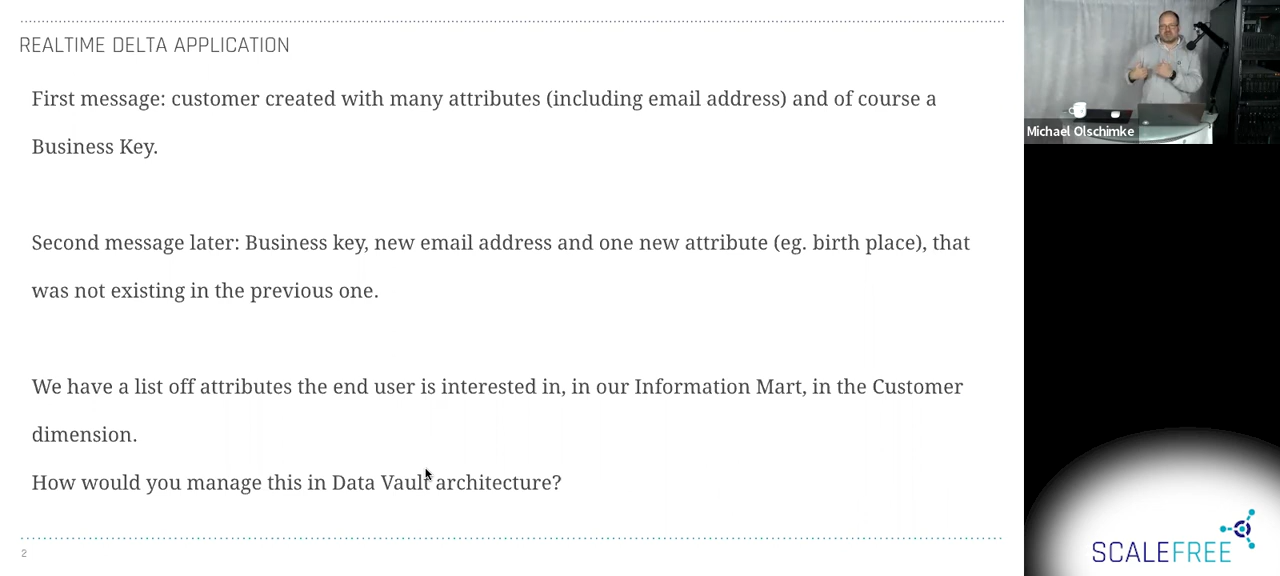 REALTIME DELTA APPLICATION
First message: customer created with many attributes (including email address) and of course a
Business Key.
Second message later: Business key, new email address and one new attribute (eg. birth place), that
was not existing in the previous one.
We have a list off attributes the end user is interested in, in our Information Mart, in the Customer
dimension.
How would you manage this in Data Vault architecture?
2
Michael Olschimke
SCALEFREE